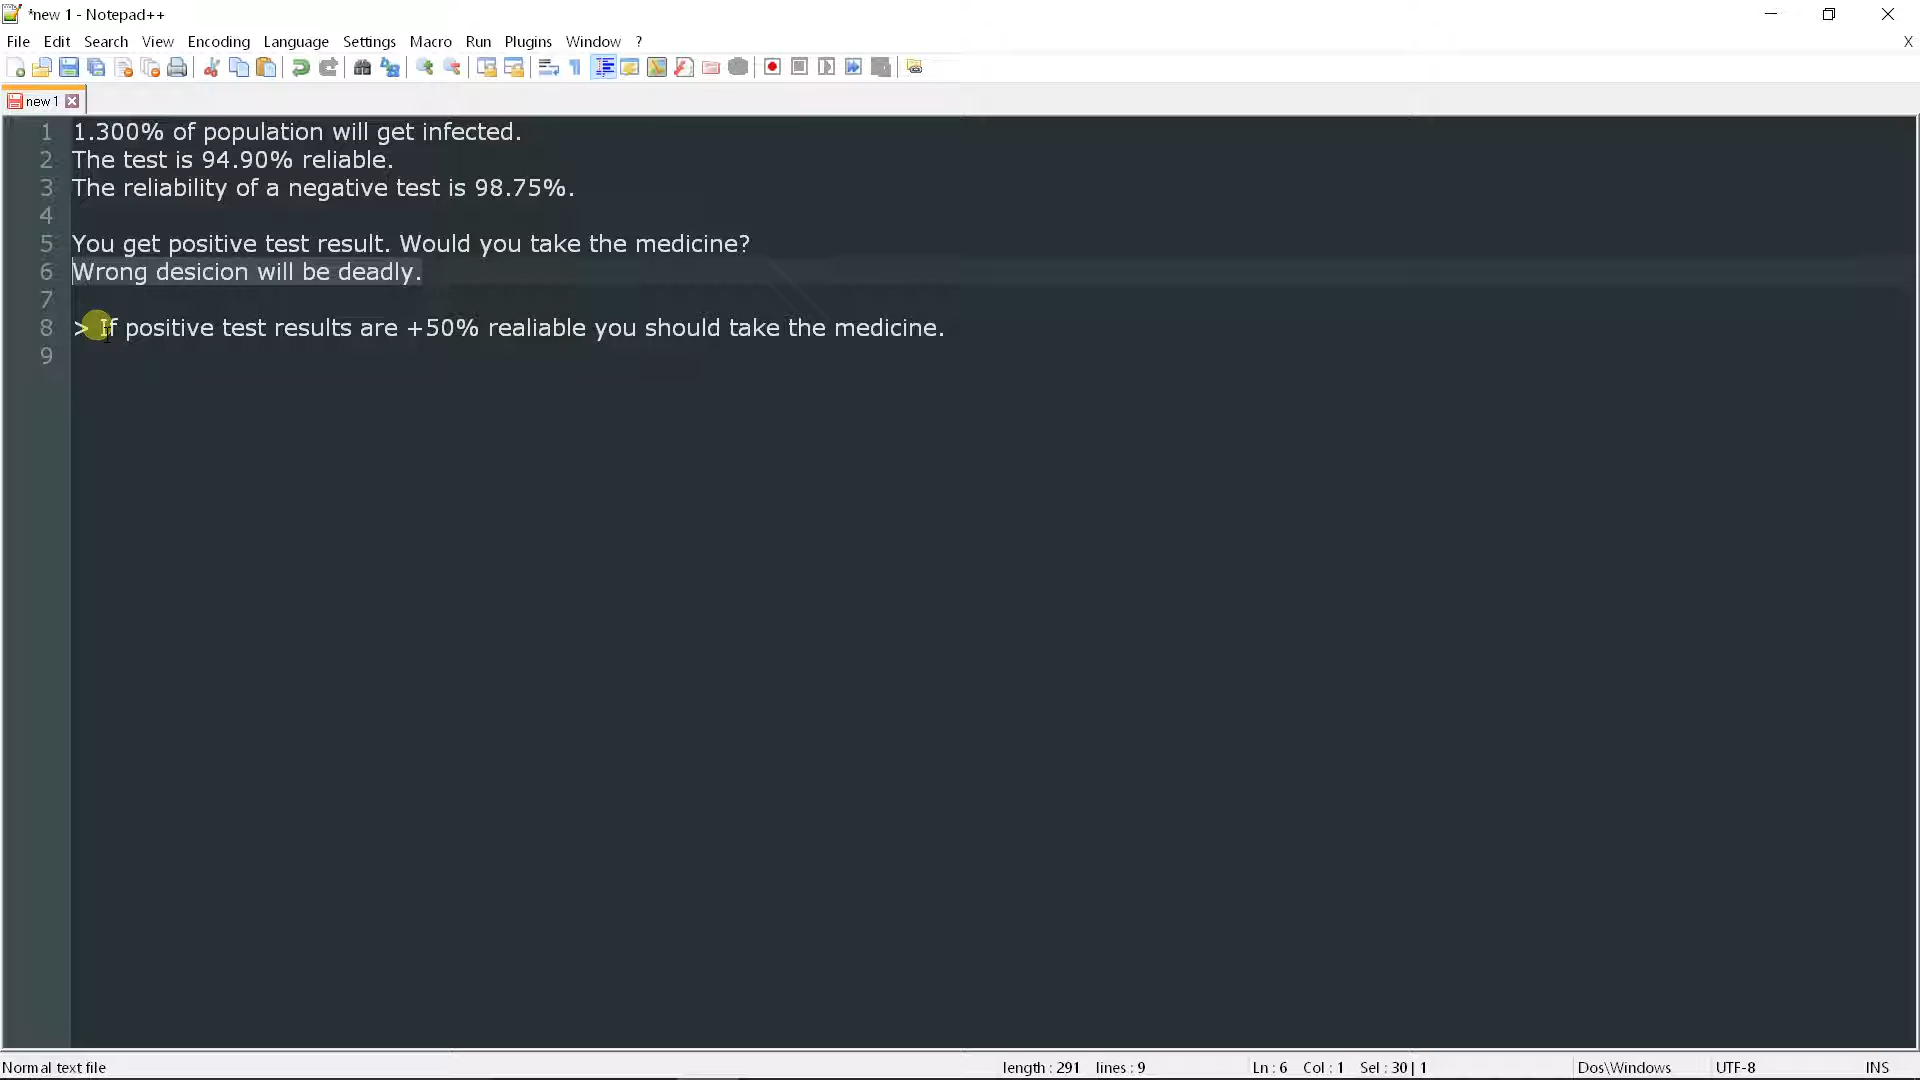 *new 1 - Notepad++
File Edit Search View Encoding Language Settings Macro Run Plugins Window ? X
new 1
1 1.300% of population will get infected.
2 The test is 94.90% reliable.
3 The reliability of a negative test is 98.75%.
4
5 You get positive test result. Would you take the medicine?
6 Wrong desicion will be deadly.
7
8 > If positive test results are +50% realiable you should take the medicine.
9
Normal text file length : 291 lines : 9 Ln : 6 Col : 1 Sel : 30 | 1 Dos\Windows UTF-8 INS